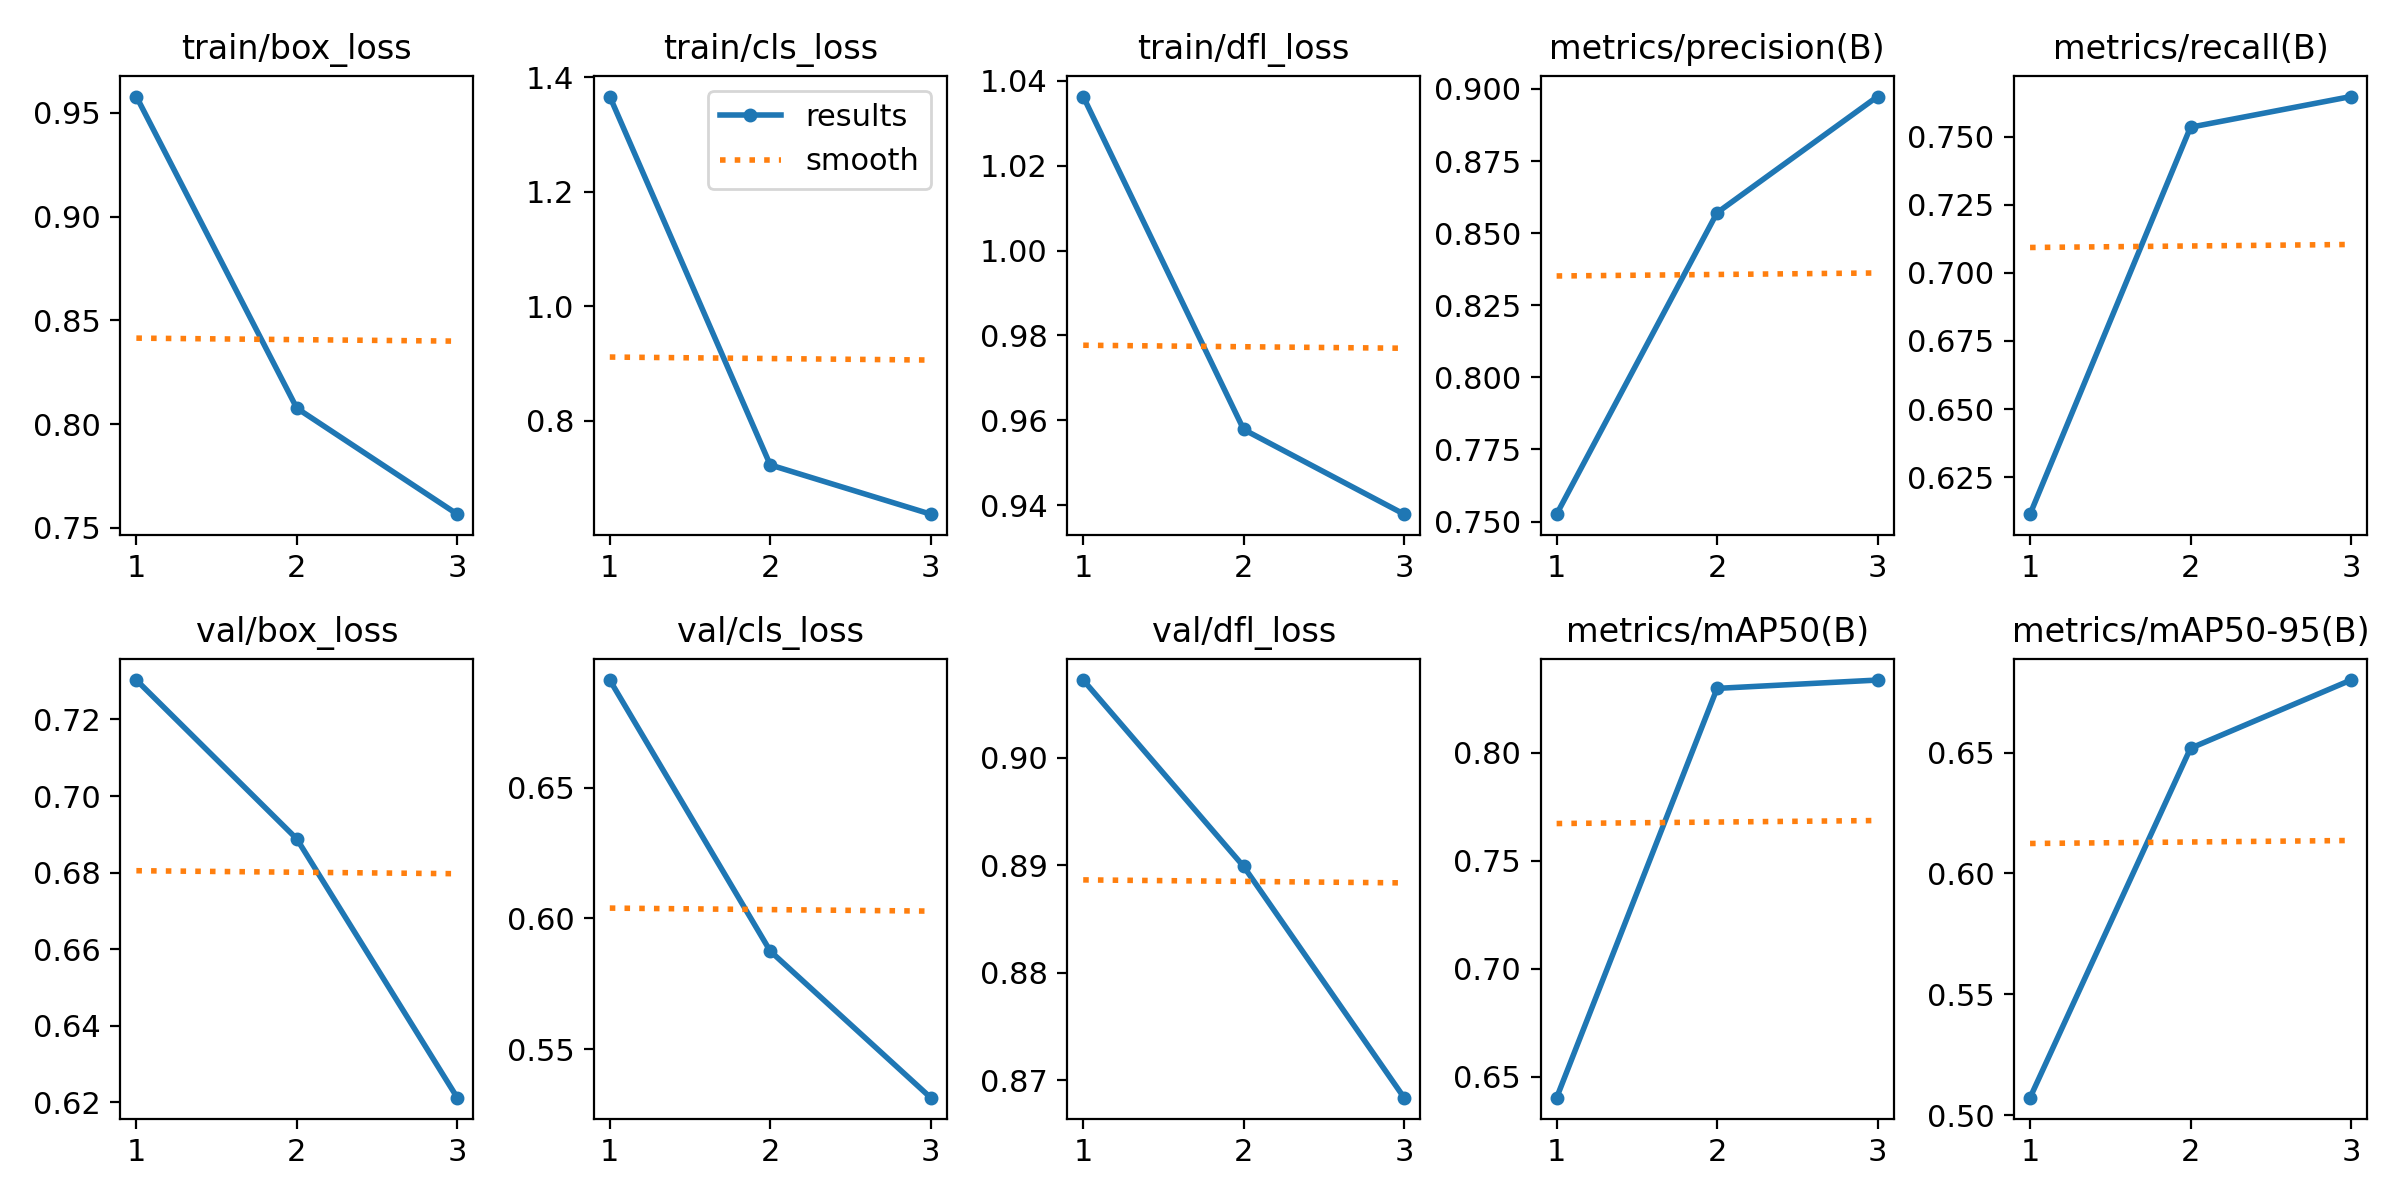 train/box_loss
0.95
0.90
0.85
0.80
0.75
1 2 3
train/cls_loss
1.4
1.2
1.0
0.8
results
smooth
1 2 3
train/dfl_loss
1.04
1.02
1.00
0.98
0.96
0.94
1 2 3
metrics/precision(B)
0.900
0.875
0.850
0.825
0.800
0.775
0.750
1 2 3
metrics/recall(B)
0.750
0.725
0.700
0.675
0.650
0.625
1 2 3
val/box_loss
0.72
0.70
0.68
0.66
0.64
0.62
1 2 3
val/cls_loss
0.65
0.60
0.55
1 2 3
val/dfl_loss
0.90
0.89
0.88
0.87
1 2 3
metrics/mAP50(B)
0.80
0.75
0.70
0.65
1 2 3
metrics/mAP50-95(B)
0.65
0.60
0.55
0.50
1 2 3